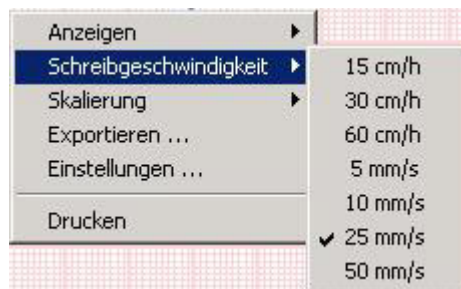 Anzeigen
Schreibgeschwindigkeit
Skalierung
Exportieren ...
Einstellungen ...
Drucken
15 cm/h
30 cm/h
60 cm/h
5 mm/s
10 mm/s
25 mm/s
50 mm/s